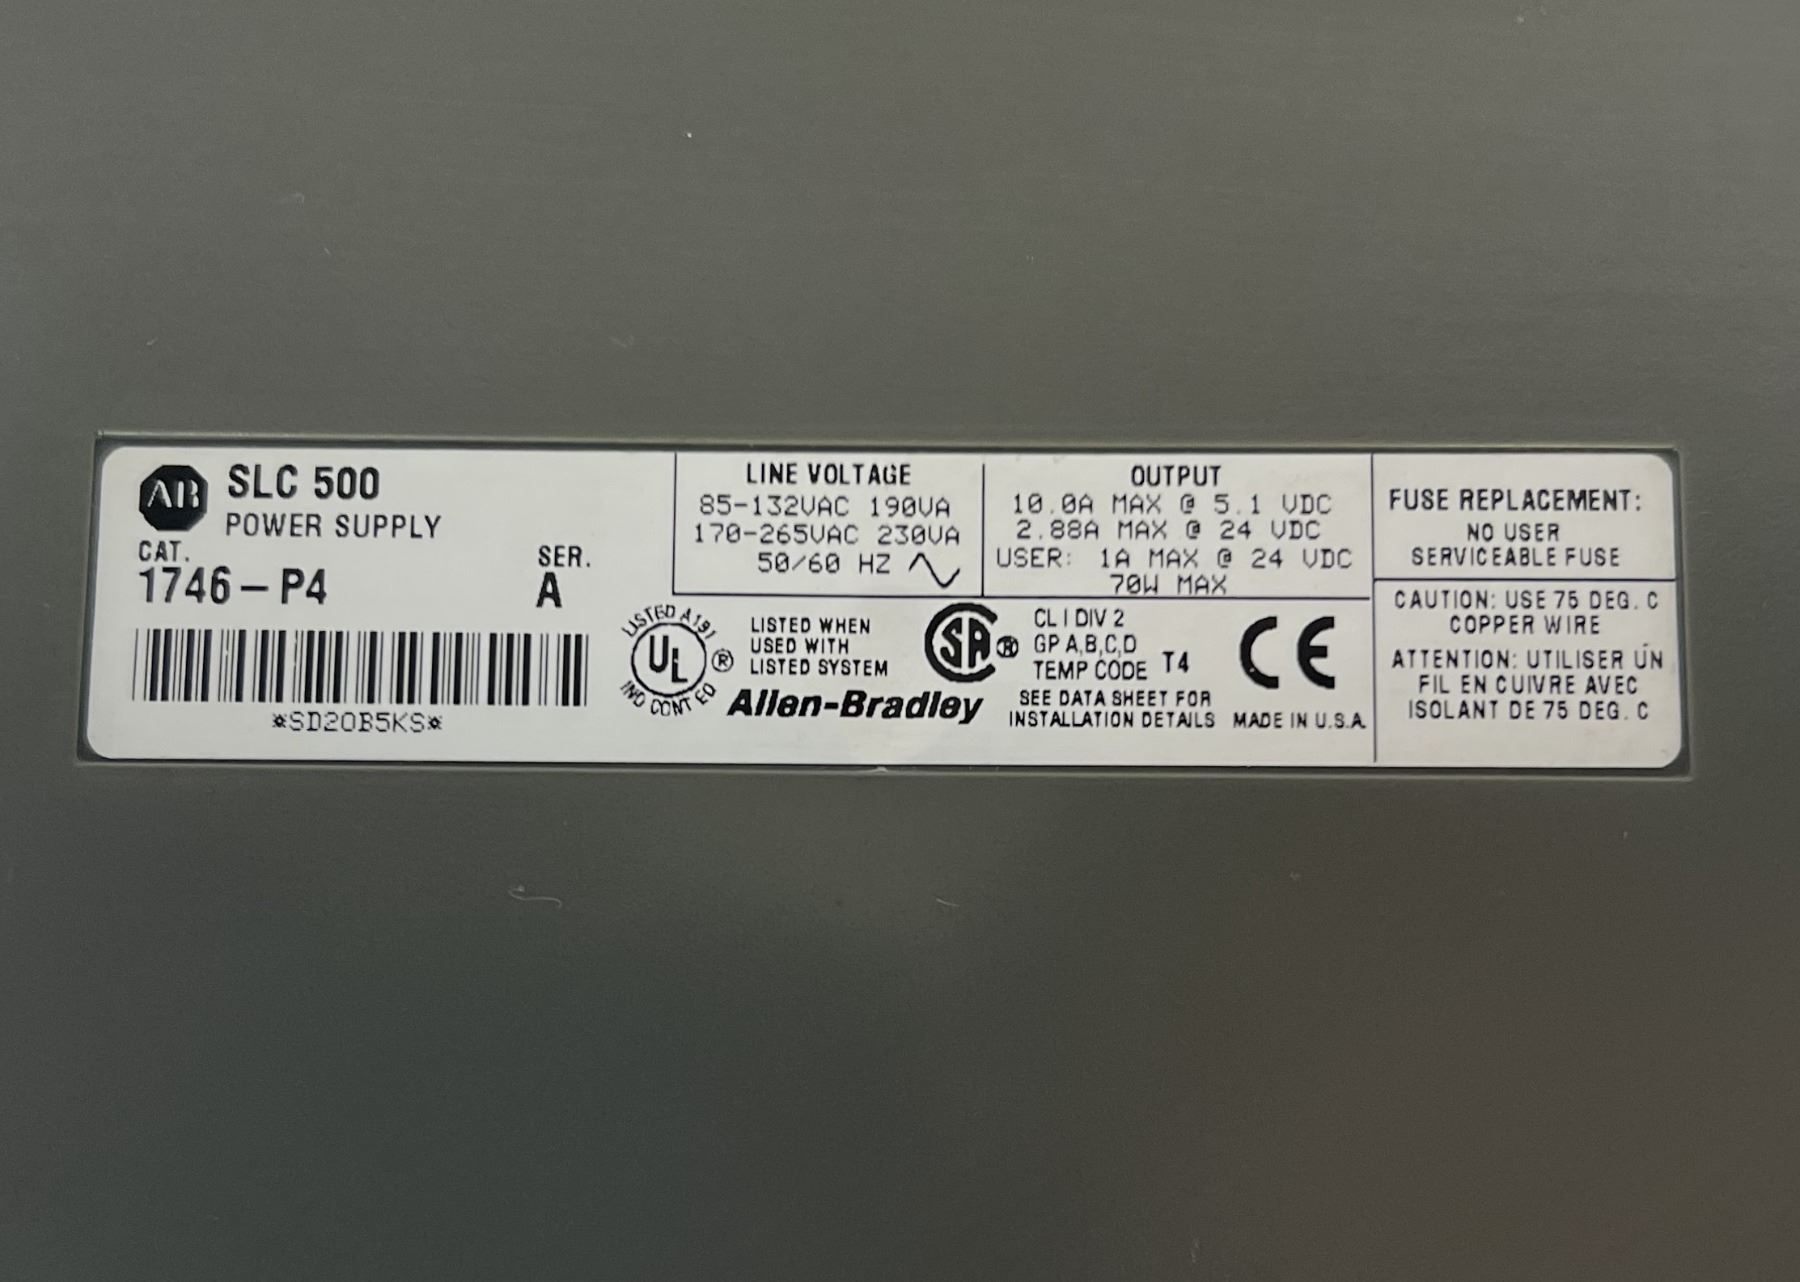 AB
SLC 500
POWER SUPPLY
CAT.
1746-P4
SER.
A
*SD20B5KS*
LINE VOLTAGE
85-132VAC 190VA
170-265VAC 230VA
50/60 HZ
OUTPUT
10.0A MAX @ 5.1 VDC
2.88A MAX @ 24 VDC
USER: 1A MAX @ 24 VDC
70W MAX
LISTED A191
UL ®
IND CONT EQ
LISTED WHEN
USED WITH
LISTED SYSTEM
Allen-Bradley
SA ®
CL I DIV 2
GP A,B,C,D
TEMP CODE T4
SEE DATA SHEET FOR
INSTALLATION DETAILS
CE
MADE IN U.S.A.
FUSE REPLACEMENT:
NO USER
SERVICEABLE FUSE
CAUTION: USE 75 DEG. C
COPPER WIRE
ATTENTION: UTILISER UN
FIL EN CUIVRE AVEC
ISOLANT DE 75 DEG. C